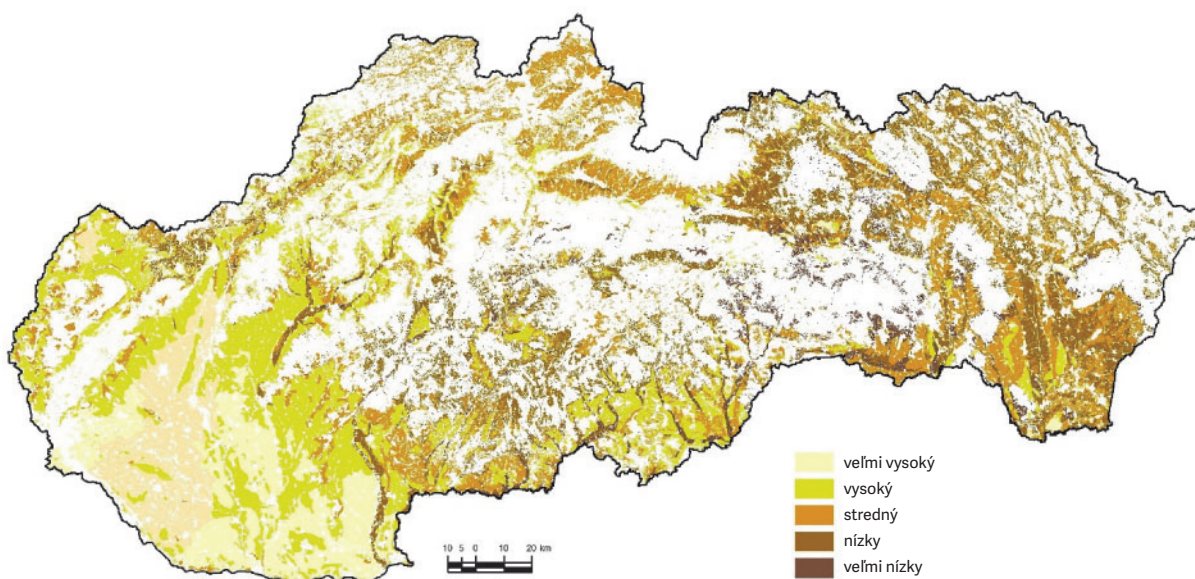 veľmi vysoký
vysoký
stredný
nízky
veľmi nízky
10 5 0 10 20 km